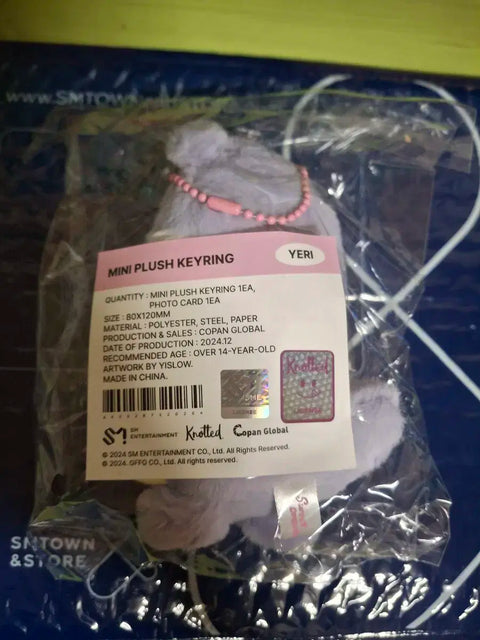 www.SMTOWN
MINI PLUSH KEYRING
YERI
QUANTITY : MINI PLUSH KEYRING 1EA,
PHOTO CARD 1EA
SIZE : 80X120MM
MATERIAL : POLYESTER, STEEL, PAPER
PRODUCTION & SALES : COPAN GLOBAL
DATE OF PRODUCTION : 2024.12
RECOMMENDED AGE : OVER 14-YEAR-OLD
ARTWORK BY YISLOW.
MADE IN CHINA.
Knotted
SM
ENTERTAINMENT
Knotted
Copan Global
© 2024 SM ENTERTAINMENT CO., Ltd. All Rights Reserved.
© 2024. GFFG CO., Ltd. All rights reserved.
SMTOWN
&STORE